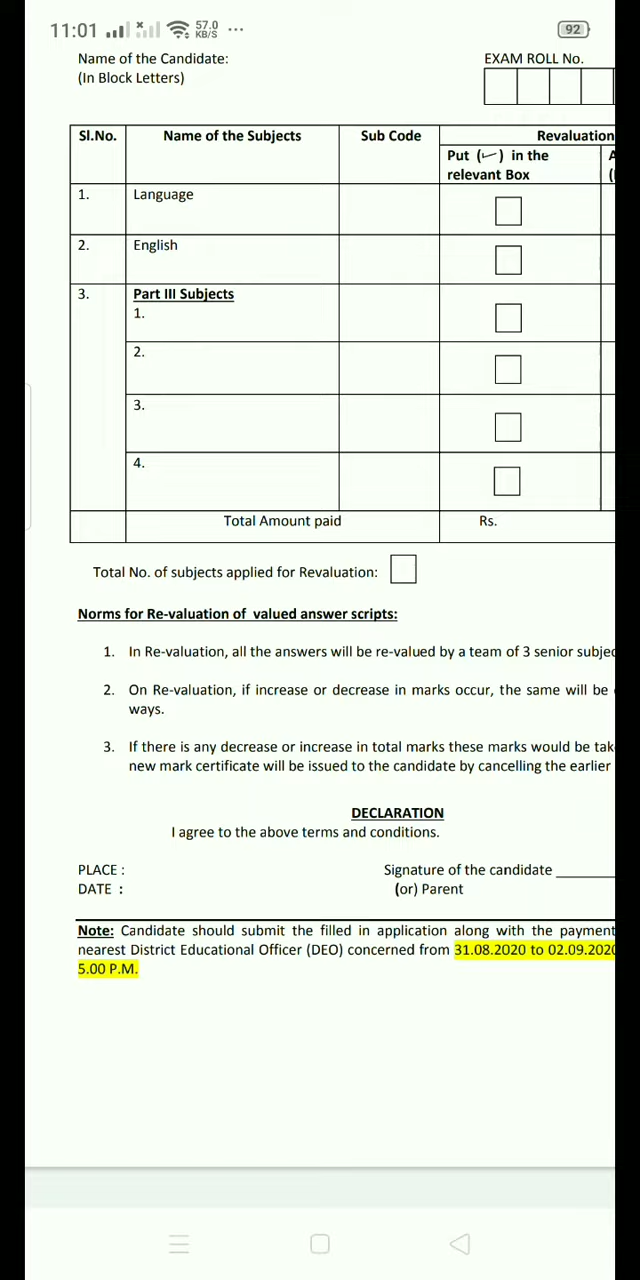 11:01 57.0 KB/S ... 92
Name of the Candidate: EXAM ROLL No.
(In Block Letters)
Sl.No. Name of the Subjects Sub Code Revaluation
Put (✓) in the
relevant Box
1. Language
2. English
3. Part III Subjects
1.
2.
3.
4.
Total Amount paid Rs.
Total No. of subjects applied for Revaluation:
Norms for Re-valuation of valued answer scripts:
1. In Re-valuation, all the answers will be re-valued by a team of 3 senior
2. On Re-valuation, if increase or decrease in marks occur, the same will be
ways.
3. If there is any decrease or increase in total marks these marks would be
new mark certificate will be issued to the candidate by cancelling the earlier
DECLARATION
I agree to the above terms and conditions.
PLACE : Signature of the candidate
DATE : (or) Parent
Note: Candidate should submit the filled in application along with the payment
nearest District Educational Officer (DEO) concerned from 31.08.2020 to 02.09.2020
5.00 P.M.